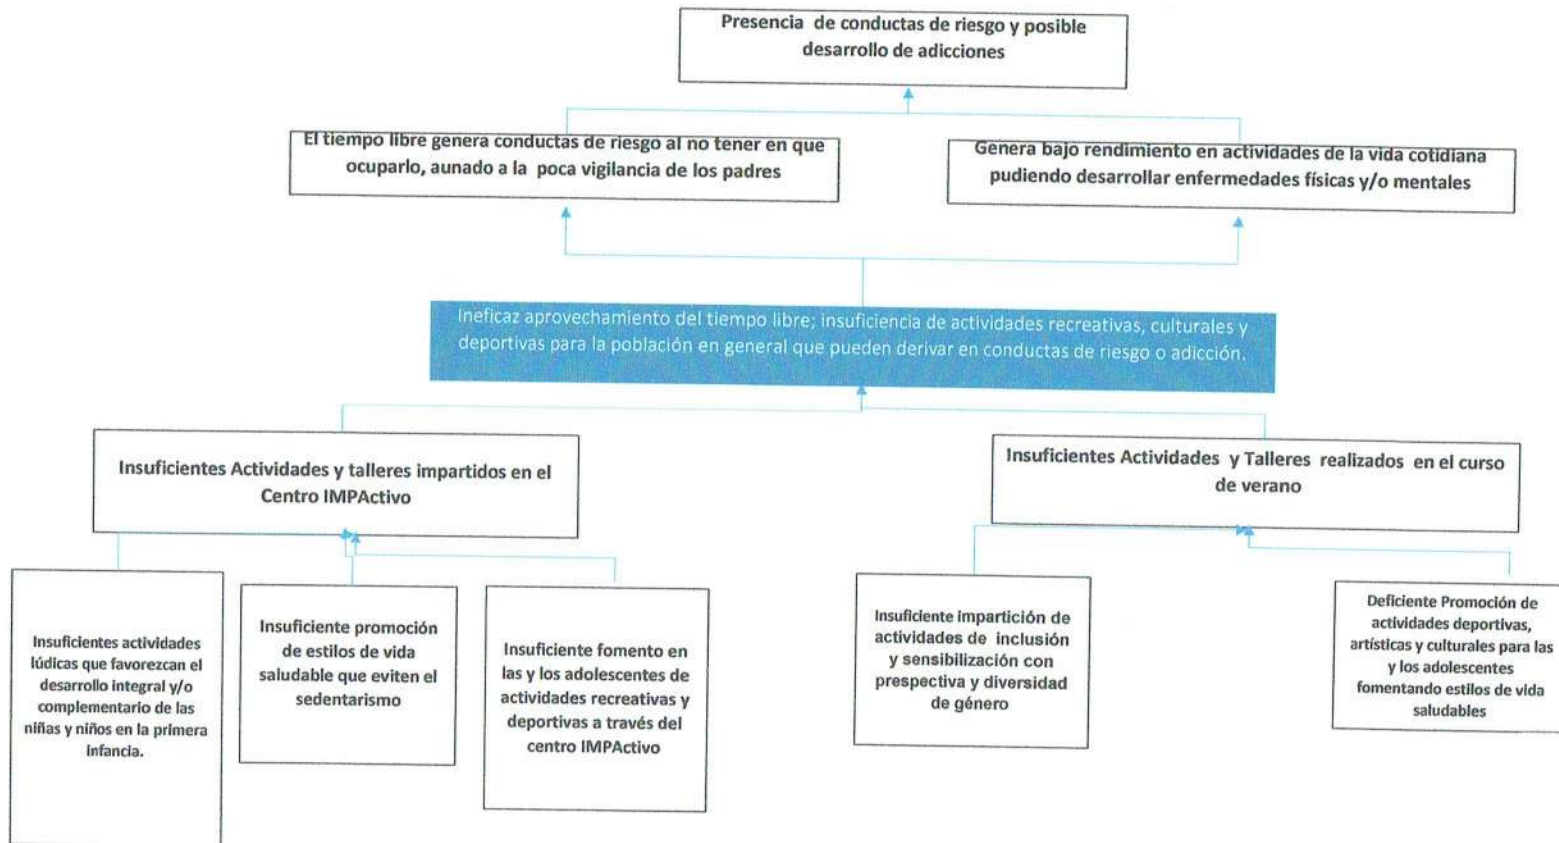 Presencia  de conductas de riesgo y posible
desarrollo de adicciones
El tiempo libre genera conductas de riesgo al no tener en que
ocuparlo, aunado a la  poca vigilancia de los padres
Genera bajo rendimiento en actividades de la vida cotidiana
pudiendo desarrollar enfermedades físicas y/o mentales
Ineficaz aprovechamiento del tiempo libre; insuficiencia de actividades recreativas, culturales y
deportivas para la población en general que pueden derivar en conductas de riesgo o adicción.
Insuficientes Actividades y talleres impartidos en el
Centro IMPActivo
Insuficientes Actividades  y Talleres  realizados  en el curso
de verano
Insuficientes actividades
lúdicas que favorezcan el
desarrollo integral y/o
complementario de las
niñas y niños en la primera
infancia.
Insuficiente promoción
de estilos de vida
saludable que eviten el
sedentarismo
Insuficiente fomento en
las y los adolescentes de
actividades recreativas y
deportivas a través del
centro IMPActivo
Insuficiente impartición de
actividades de inclusión
y sensibilización con
prespectiva y diversidad
de género
Deficiente Promoción de
actividades deportivas,
artísticas y culturales para las
y los adolescentes
fomentando estilos de vida
saludables